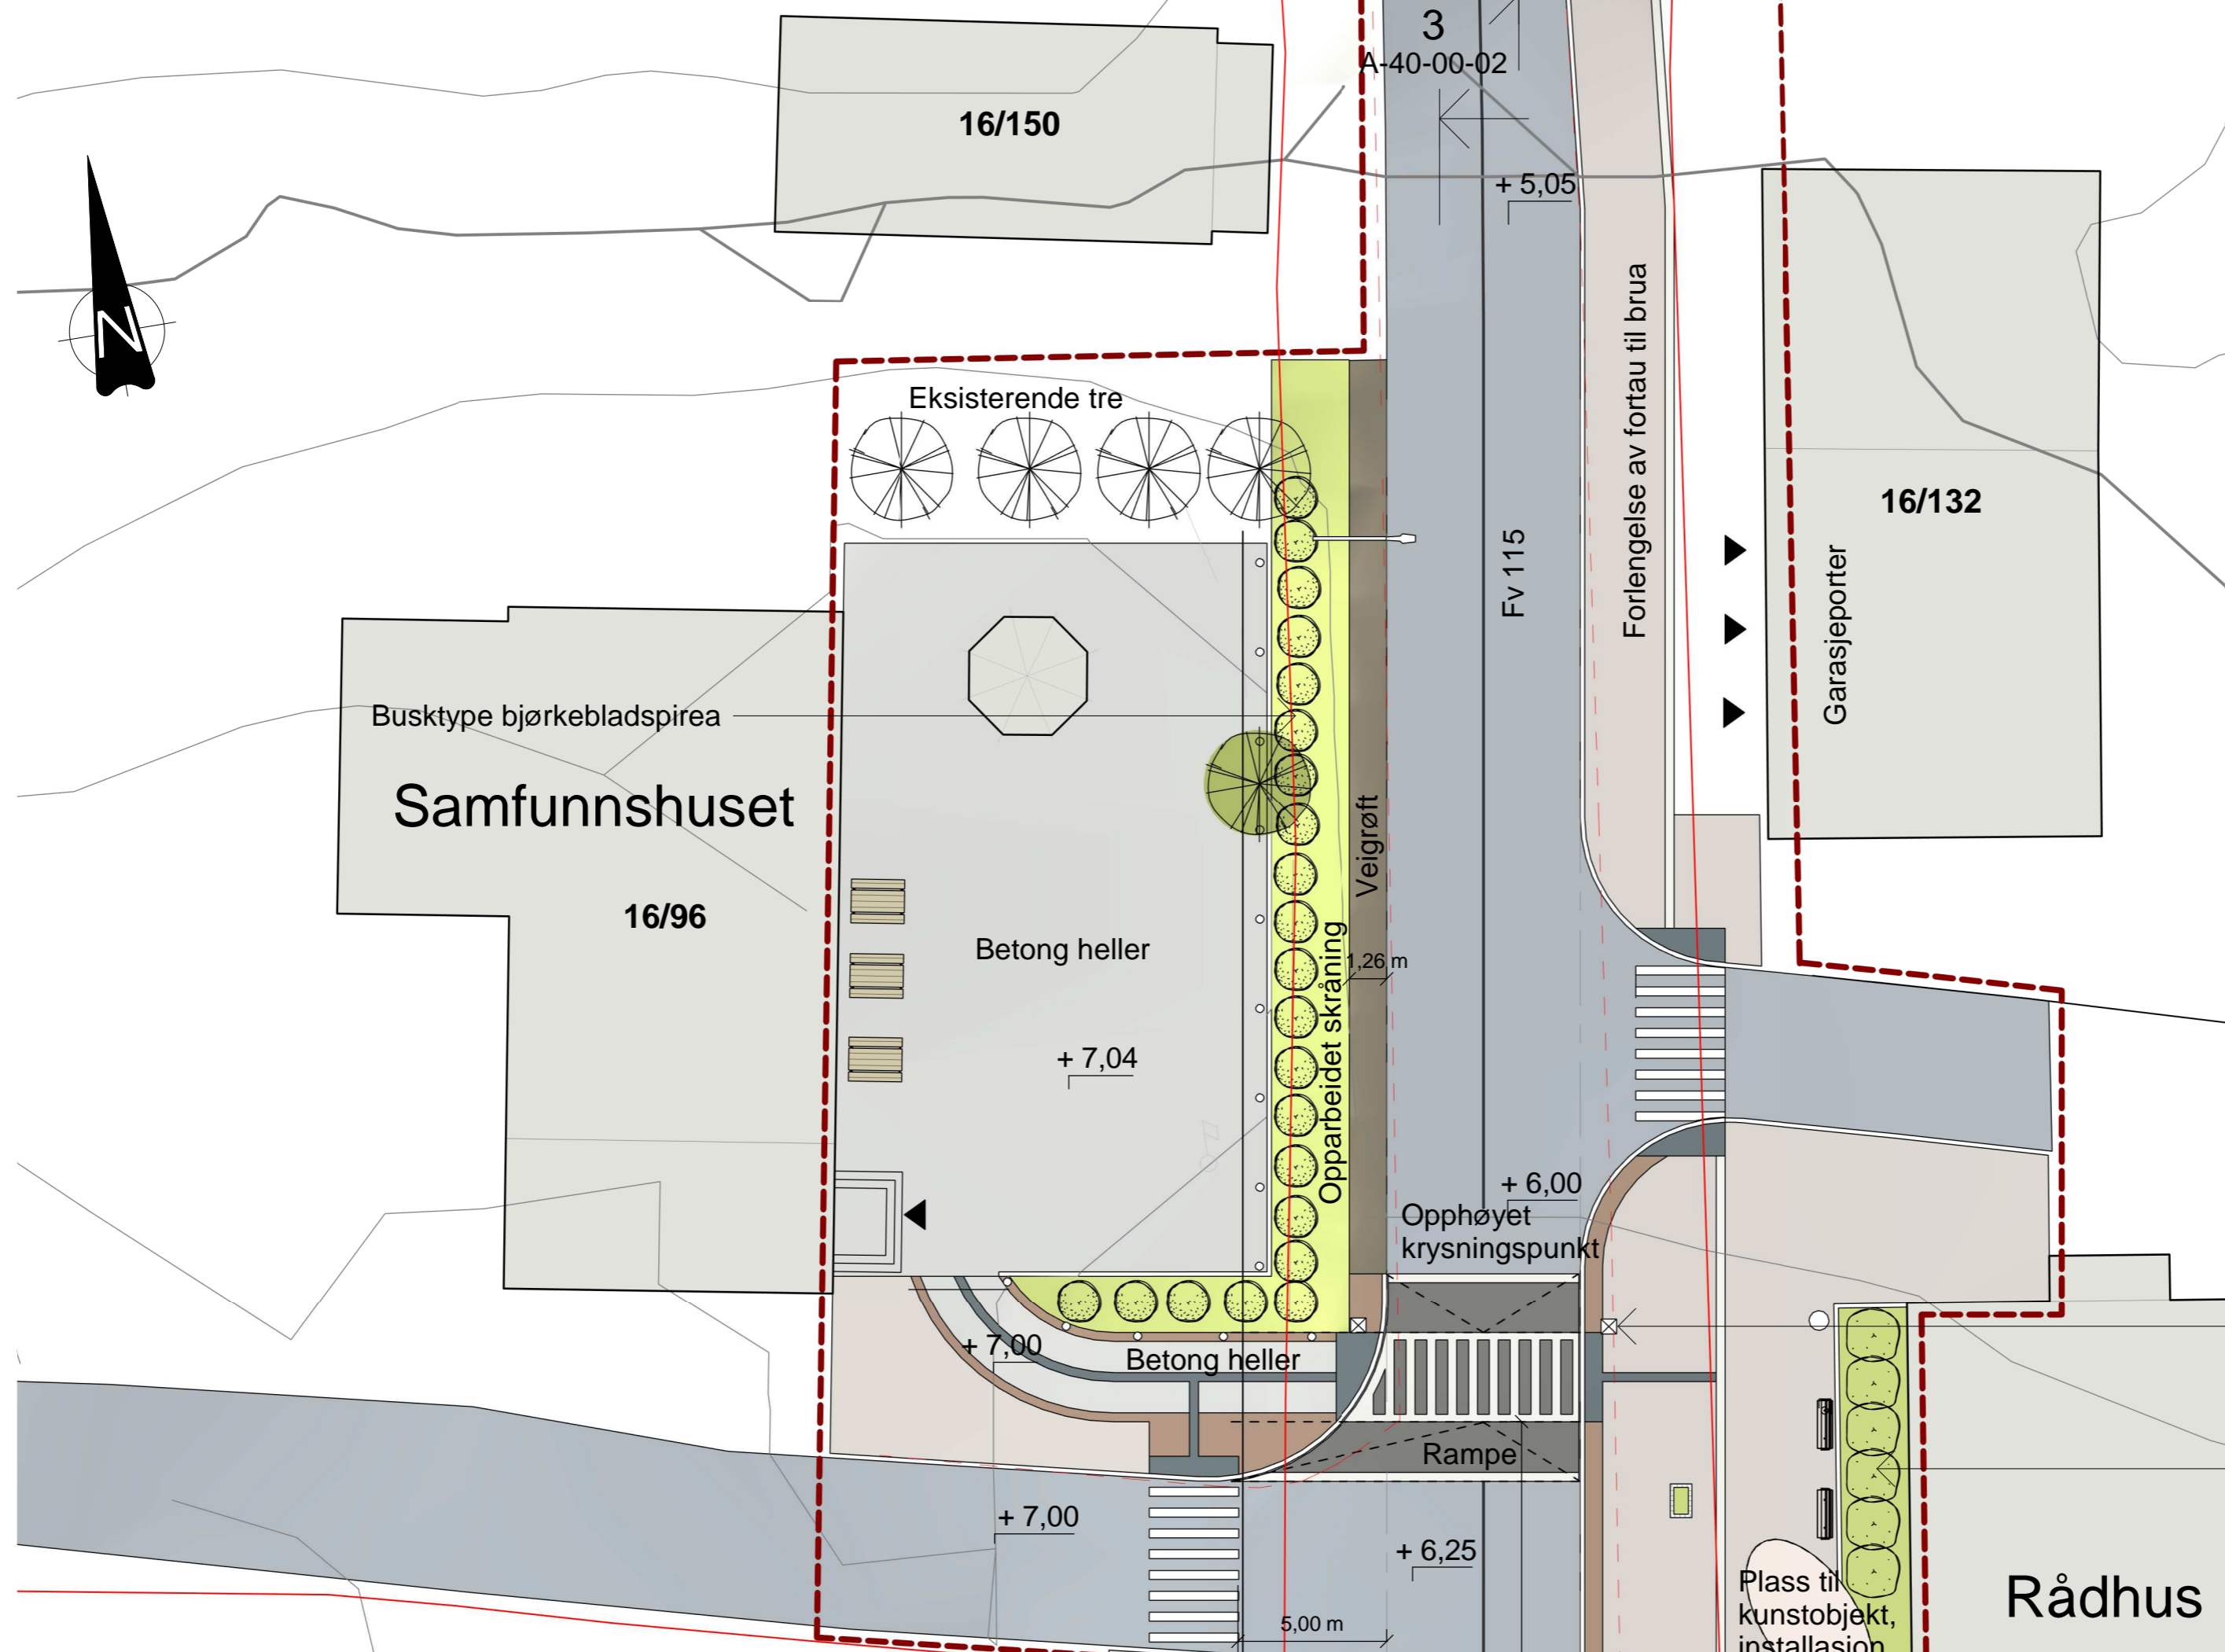 3
A-40-00-02
16/150
+ 5,05
N
Eksisterende tre
Forlengelse av fortau til brua
16/132
Fv 115
Garasjeporter
Busktype bjørkebladspirea
Samfunnshuset
Veigrøft
16/96
Betong heller
Opparbeidet skråning
1,26 m
+ 7,04
+ 6,00
Opphøyet
krysningspunkt
+ 7,00
Betong heller
Rampe
+ 7,00
+ 6,25
Plass til
kunstobjekt,
installasjon
Rådhus
5,00 m